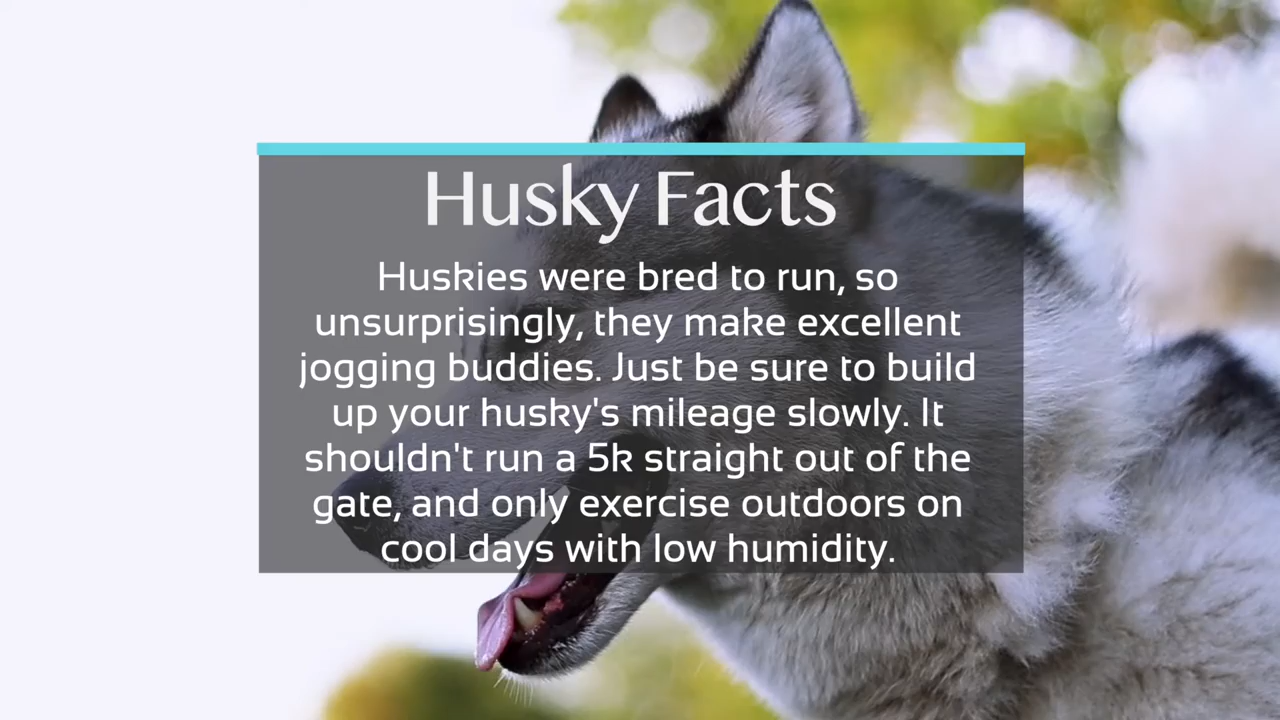 Husky Facts
Huskies were bred to run, so
unsurprisingly, they make excellent
jogging buddies. Just be sure to build
up your husky's mileage slowly. It
shouldn't run a 5k straight out of the
gate, and only exercise outdoors on
cool days with low humidity.